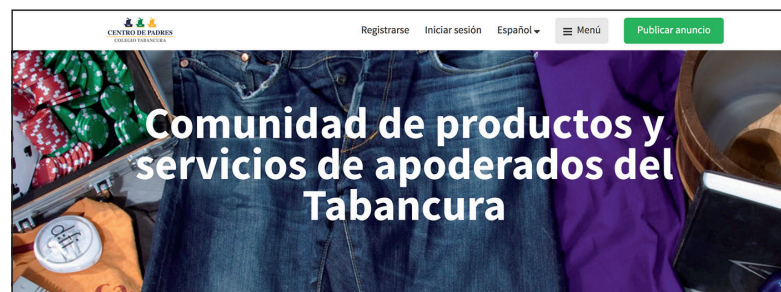 CENTRO DE PADRES
COLEGIO TABANCURA
Registrarse Iniciar sesión Español Menú Publicar anuncio
Comunidad de productos y
servicios de apoderados del
Tabancura